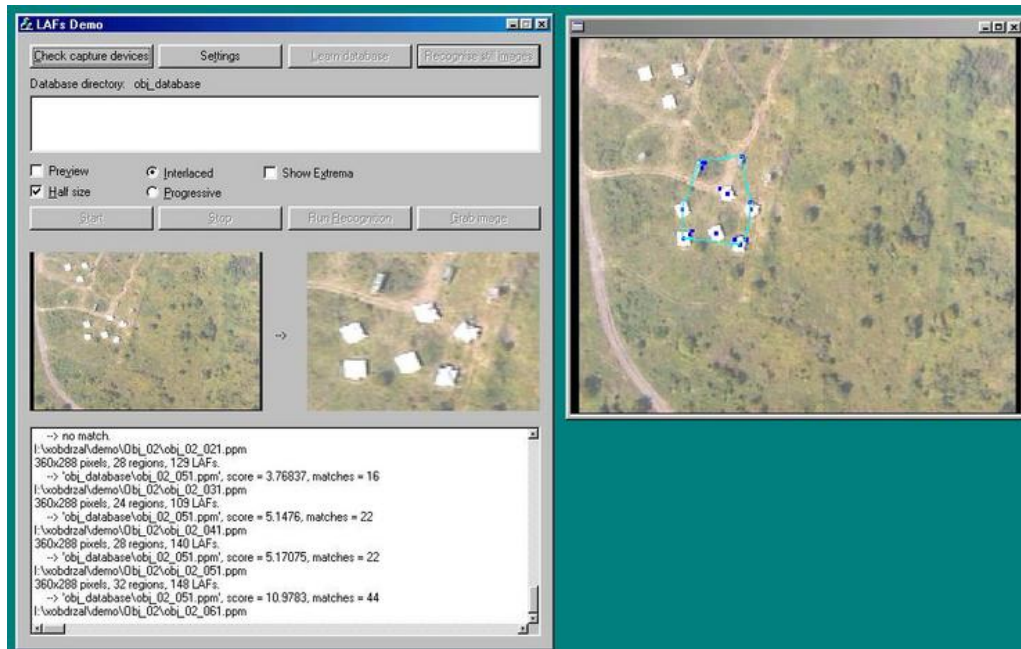 LAFs Demo
Check capture devices
Settings
Learn database
Recognise still images
Database directory: obj_database
Preview
Interlaced
Show Extrema
Half size
Progressive
Start
Stop
Run Recognition
Grab image
-->
--> no match.
I:\xobdrzal\demo\Obj_02\obj_02_021.ppm
360x288 pixels, 28 regions, 129 LAFs.
--> 'obj_database\obj_02_051.ppm', score = 3.76837, matches = 16
I:\xobdrzal\demo\Obj_02\obj_02_031.ppm
360x288 pixels, 24 regions, 109 LAFs.
--> 'obj_database\obj_02_051.ppm', score = 5.1476, matches = 22
I:\xobdrzal\demo\Obj_02\obj_02_041.ppm
360x288 pixels, 28 regions, 140 LAFs.
--> 'obj_database\obj_02_051.ppm', score = 5.17075, matches = 22
I:\xobdrzal\demo\Obj_02\obj_02_051.ppm
360x288 pixels, 32 regions, 148 LAFs.
--> 'obj_database\obj_02_051.ppm', score = 10.9783, matches = 44
I:\xobdrzal\demo\Obj_02\obj_02_061.ppm